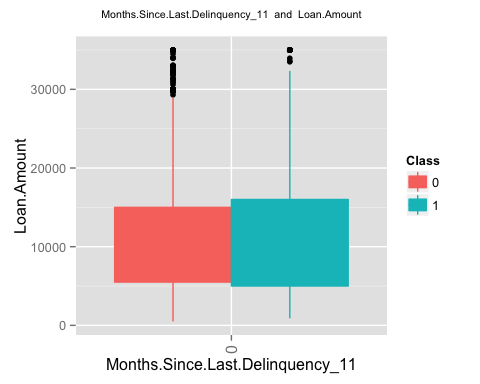 Months.Since.Last.Delinquency_11 and Loan.Amount
Loan.Amount
30000
20000
10000
0
0
Months.Since.Last.Delinquency_11
Class
0
1